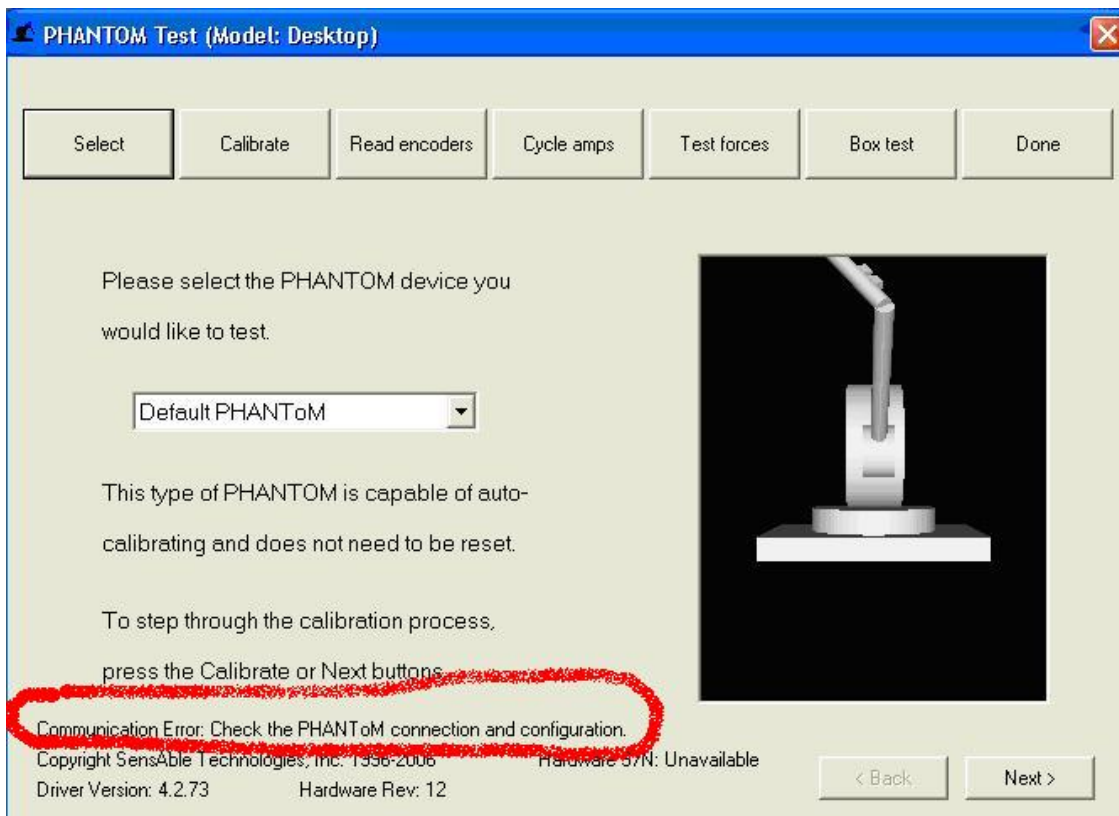 PHANTOM Test (Model: Desktop)
Select Calibrate Read encoders Cycle amps Test forces Box test Done
Please select the PHANTOM device you
would like to test.
Default PHANToM
This type of PHANTOM is capable of auto-
calibrating and does not need to be reset.
To step through the calibration process,
press the Calibrate or Next buttons
Communication Error: Check the PHANToM connection and configuration.
Copyright SensAble Technologies, Inc. 1996-2006 Hardware S/N: Unavailable
Driver Version: 4.2.73 Hardware Rev: 12
< Back Next >